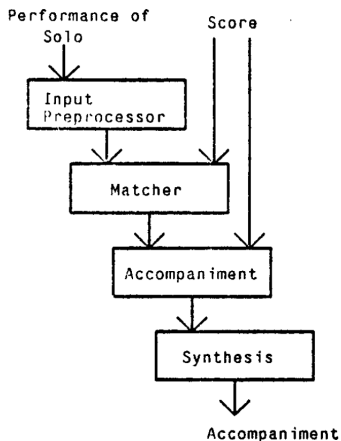 Performance of
Solo
Score
Input
Preprocessor
Matcher
Accompaniment
Synthesis
Accompaniment